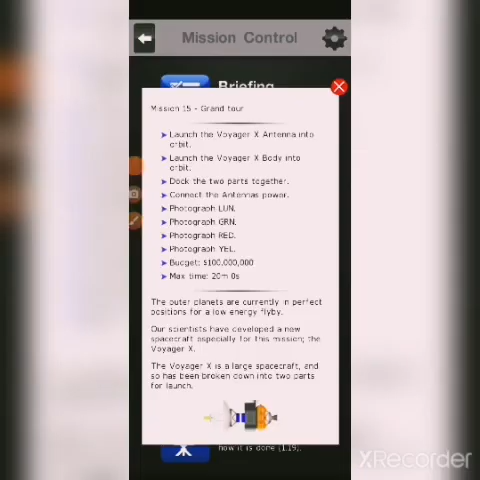 Mission Control
Briefing
Mission 15 - Grand tour
Launch the Voyager X Antenna into
orbit.
Launch the Voyager X Body into
orbit.
Dock the two parts together.
Connect the Antennas power.
Photograph LUN.
Photograph GRN.
Photograph RED.
Photograph YEL.
Budget: $100,000,000
Max time: 20m 0s
The outer planets are currently in perfect
positions for a low energy flyby.
Our scientists have developed a new
spacecraft especially for this mission; the
Voyager X.
The Voyager X is a large spacecraft, and
so has been broken down into two parts
for launch.
how it is done [1.19].
XRecorder